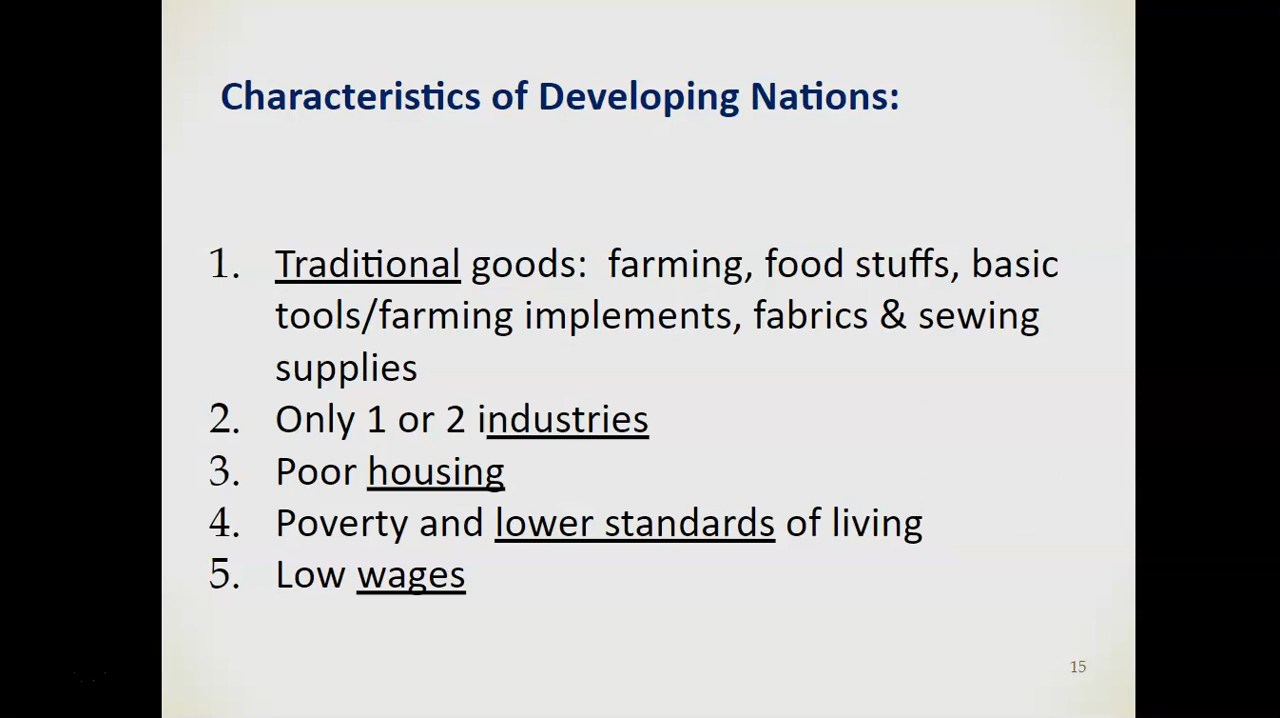 Characteristics of Developing Nations:
1. Traditional goods:  farming, food stuffs, basic
tools/farming implements, fabrics & sewing
supplies
2. Only 1 or 2 industries
3. Poor housing
4. Poverty and lower standards of living
5. Low wages
15